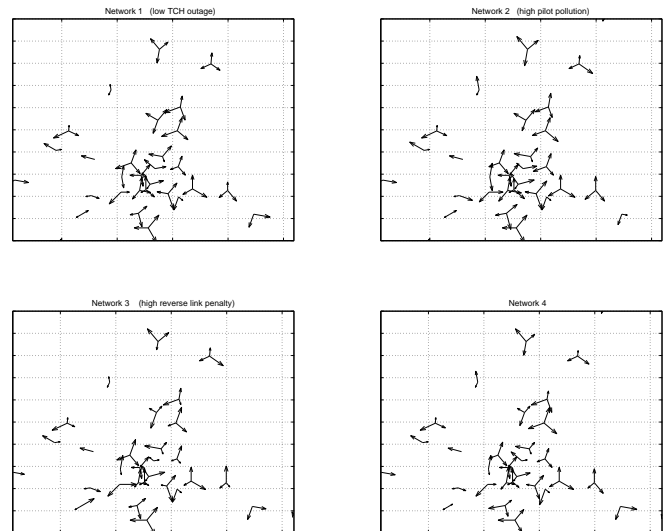 Network 1 (low TCH outage)
Network 2 (high pilot pollution)
Network 3 (high reverse link penalty)
Network 4